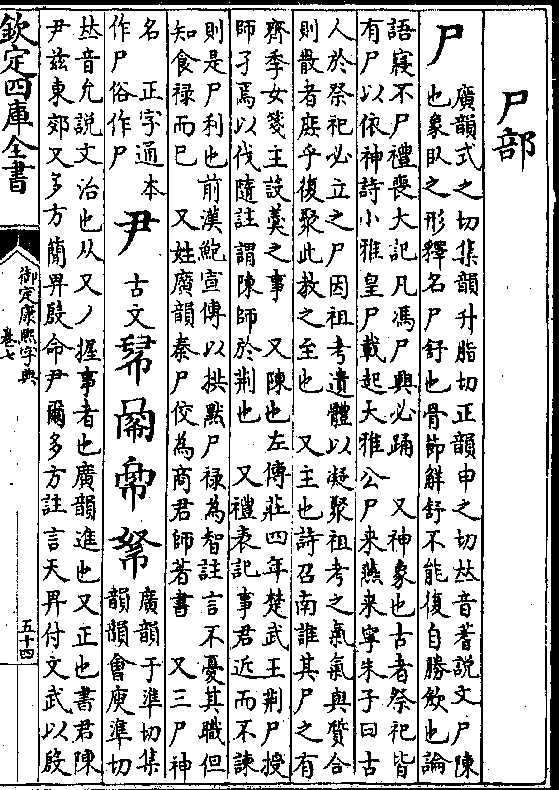 尸部
尸
廣韻式之切集韻升脂切正韻申之切𠀤音蓍說文尸陳
也象臥之形釋名尸舒也骨節解舒不能復自勝斂也論
語寢不尸禮喪大記凡馮尸興必踊 又神象也古者祭祀皆
有尸以依神詩小雅皇尸載起大雅公尸來燕來寧朱子曰古
人於祭祀必立之尸因祖考遺體以凝聚祖考之氣氣與質合
則散者庶乎復聚此敎之至也 又主也詩召南誰其尸之有
齊季女箋主設羹之事 又陳也左傳莊四年楚武王荆尸授
師孑焉以伐隨註謂陳師於荆也 又禮表記事君近而不諫
則是尸利也前漢鮑宣傳以拱默尸禄為智註言不憂其職但
知食禄而已 又姓廣韻秦尸佼為商君師著書 又三尸神
名 正字通本
作尸俗作尸
尹 古文
廣韻于準切集
韻韻會庾準切
𠀤音允說文治也从又丿握事者也廣韻進也又正也書君陳
尹兹東郊又多方簡畀殷命尹爾多方註言天畀付文武以殷
欽定四庫全書
御定康熙字典
卷七
五十四